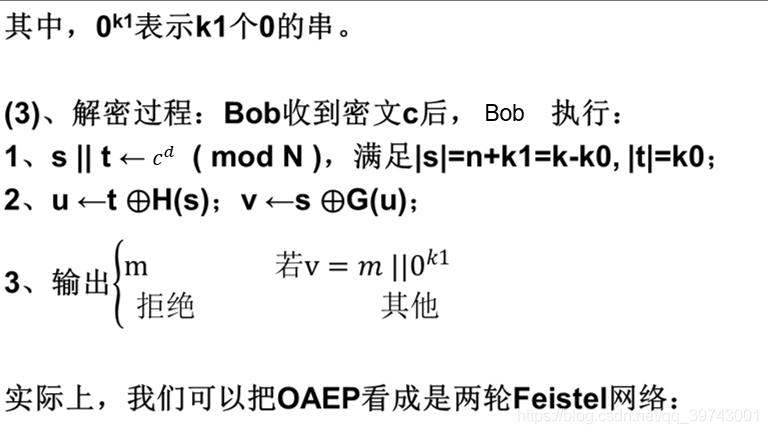 其中，0ᵏ¹表示k1个0的串。
(3)、解密过程：Bob收到密文c后， Bob 执行：
1、s || t ← cᵈ ( mod N )，满足|s|=n+k1=k-k0, |t|=k0；
2、u ←t ⊕H(s)；v ←s ⊕G(u)；
3、输出{m 若v = m ||0ᵏ¹
拒绝 其他
实际上，我们可以把OAEP看成是两轮Feistel网络：
https://blog.csdn.net/qq_39743001